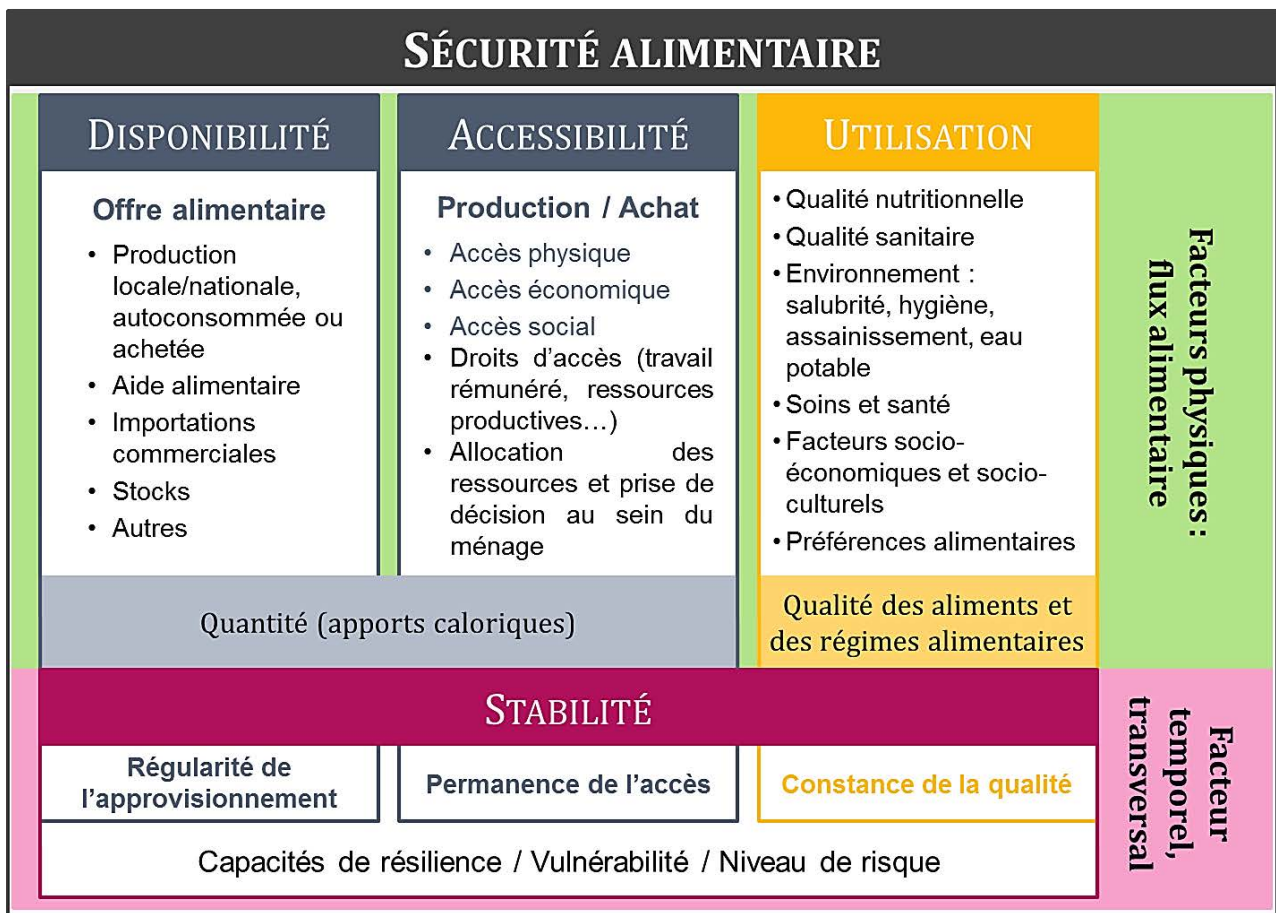 SÉCURITÉ ALIMENTAIRE
DISPONIBILITÉ
Offre alimentaire
• Production
locale/nationale,
autoconsommée ou
achetée
• Aide alimentaire
• Importations
commerciales
• Stocks
• Autres
ACCESSIBILITÉ
Production / Achat
• Accès physique
• Accès économique
• Accès social
• Droits d'accès (travail
rémunéré, ressources
productives…)
• Allocation des
ressources et prise de
décision au sein du
ménage
Quantité (apports caloriques)
UTILISATION
• Qualité nutritionnelle
• Qualité sanitaire
• Environnement :
salubrité, hygiène,
assainissement, eau
potable
• Soins et santé
• Facteurs socio-
économiques et socio-
culturels
• Préférences alimentaires
Qualité des aliments et
des régimes alimentaires
Facteurs physiques :
flux alimentaire
STABILITÉ
Régularité de
l'approvisionnement
Permanence de l'accès
Constance de la qualité
Capacités de résilience / Vulnérabilité / Niveau de risque
Facteur
temporel,
transversal